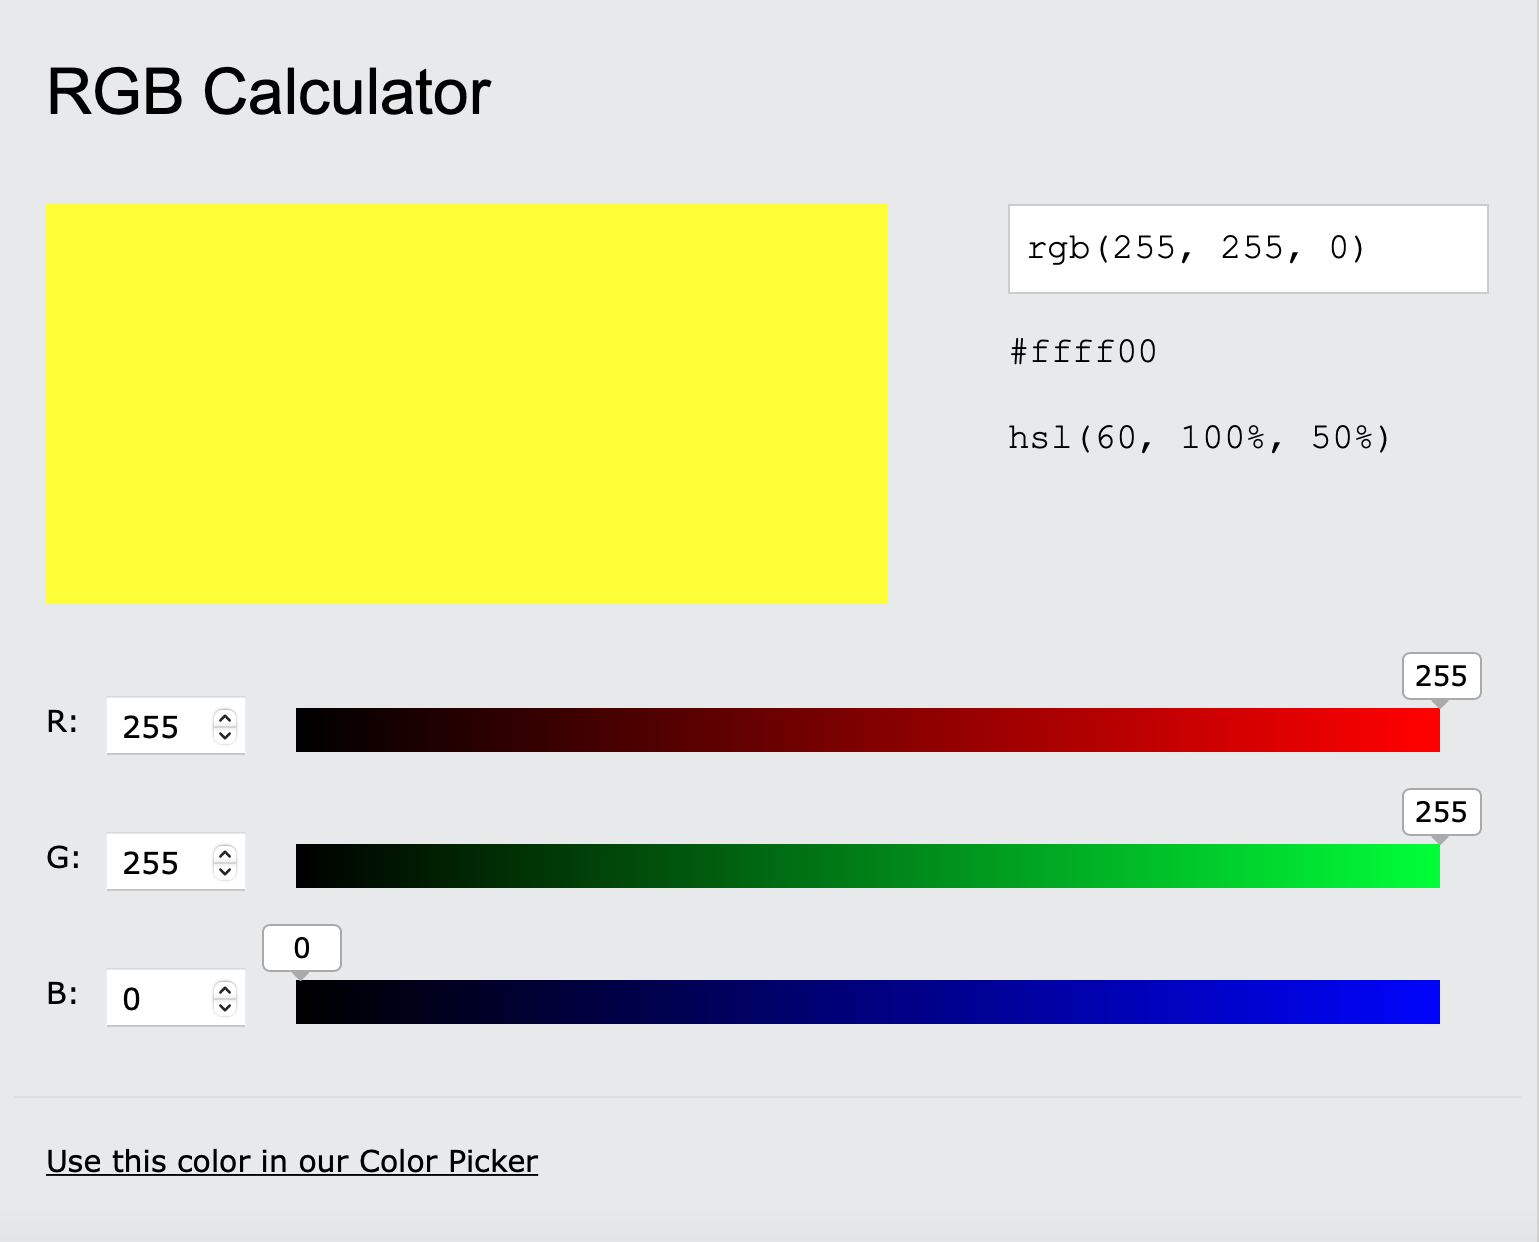 RGB Calculator
rgb(255, 255, 0)
#ffff00
hsl(60, 100%, 50%)
255
R: 255
255
G: 255
0
B: 0
Use this color in our Color Picker